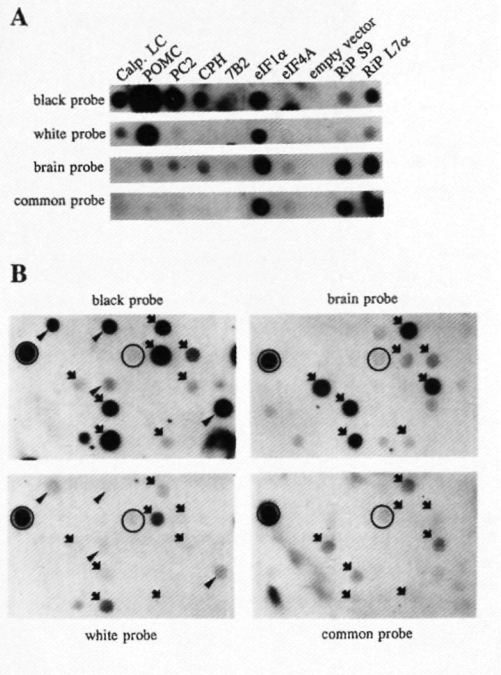 A
Calp. LC
POMC
PC2
CPH
7B2
eIF1α
eIF4A
empty vector
RiP S9
RiP L7α
black probe
white probe
brain probe
common probe
B
black probe
brain probe
white probe
common probe